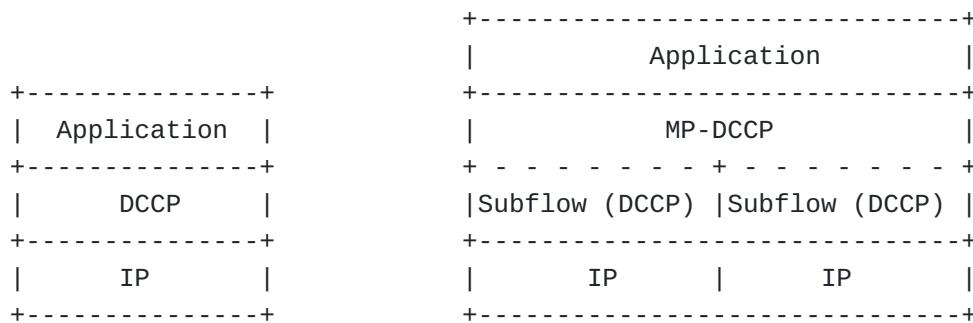 +-------------------------------+
                             |           Application         |
+---------------+            +-------------------------------+
|  Application  |            |            MP-DCCP            |
+---------------+            + - - - - - - - + - - - - - - - +
|      DCCP     |            |Subflow (DCCP) |Subflow (DCCP) |
+---------------+            +-------------------------------+
|      IP       |            |       IP      |      IP       |
+---------------+            +-------------------------------+